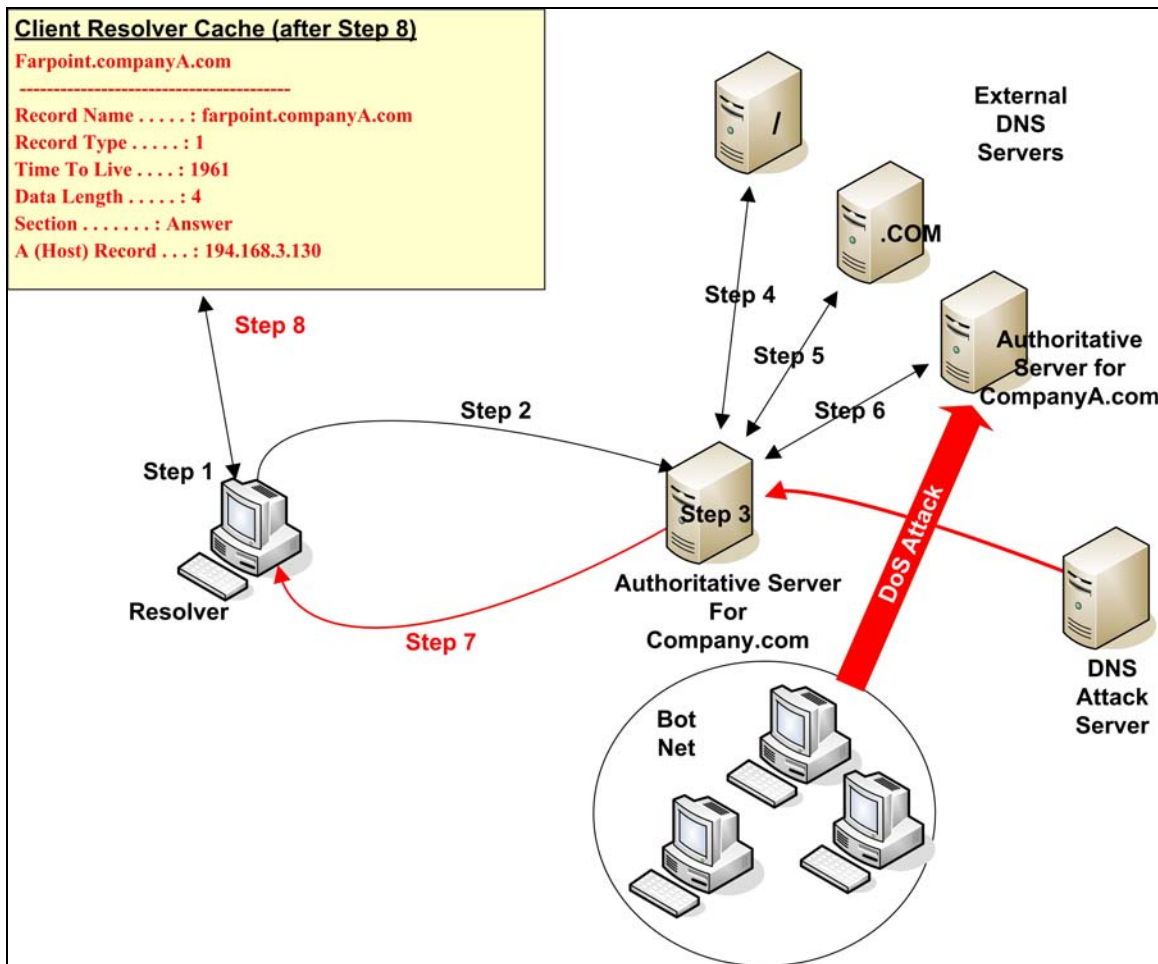 Client Resolver Cache (after Step 8)
Farpoint.companyA.com
----------------------------------------
Record Name . . . . . : farpoint.companyA.com
Record Type . . . . . : 1
Time To Live . . . . : 1961
Data Length . . . . . : 4
Section . . . . . . . : Answer
A (Host) Record . . . : 194.168.3.130
/
External
DNS
Servers
.COM
Step 4
Step 8
Step 5
Authoritative
Server for
CompanyA.com
Step 2
Step 6
Step 1
Step 3
DoS Attack
Resolver
Authoritative Server
For
Company.com
Step 7
DNS
Attack
Server
Bot
Net